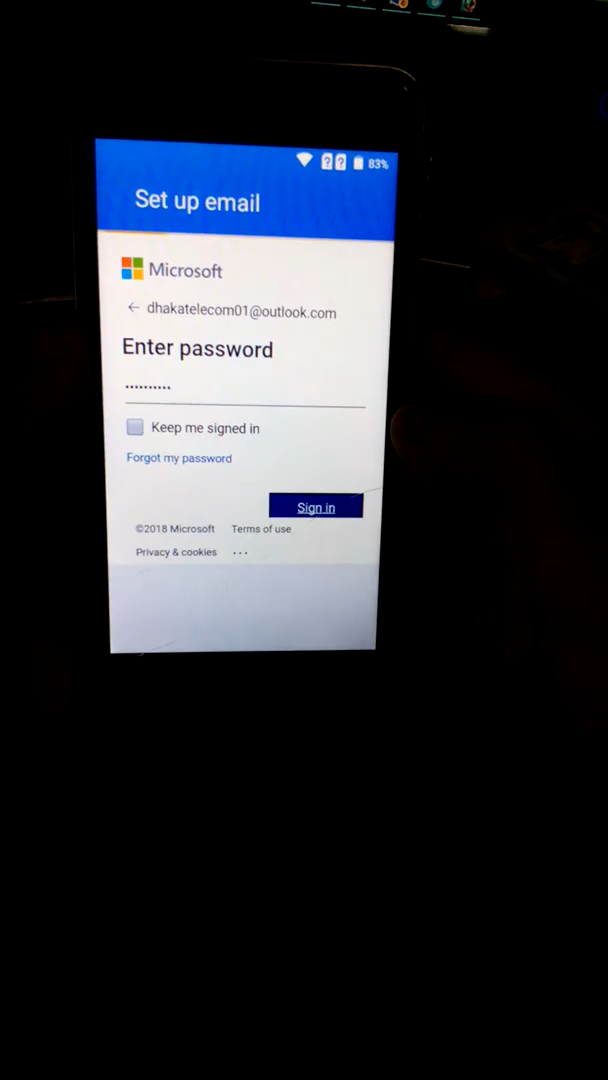 ? ? 83%
Set up email
Microsoft
← dhakatelecom01@outlook.com
Enter password
••••••••••
Keep me signed in
Forgot my password
Sign in
©2018 Microsoft Terms of use
Privacy & cookies ...